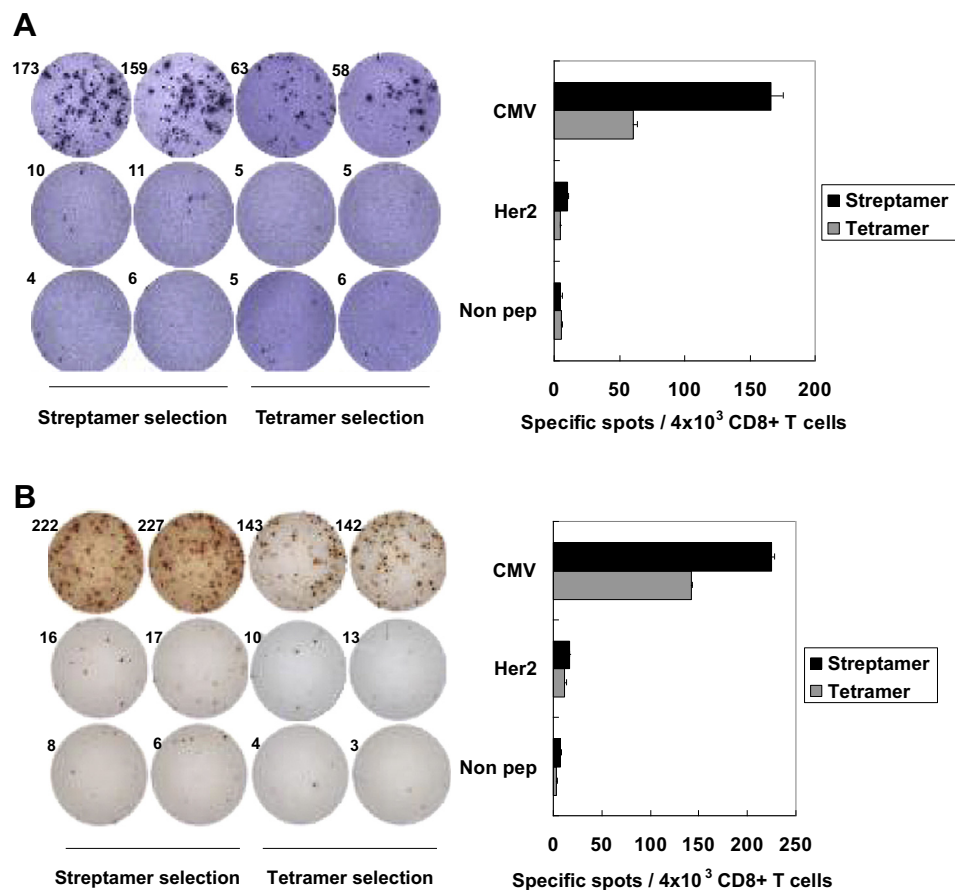 A
173 159 63 58
10 11 5 5
4 6 5 6
Streptamer selection Tetramer selection
CMV
Her2
Non pep
0 50 100 150 200
Specific spots / 4x10³ CD8+ T cells
Streptamer
Tetramer
B
222 227 143 142
16 17 10 13
8 6 4 3
Streptamer selection Tetramer selection
CMV
Her2
Non pep
0 50 100 150 200 250
Specific spots / 4x10³ CD8+ T cells
Streptamer
Tetramer